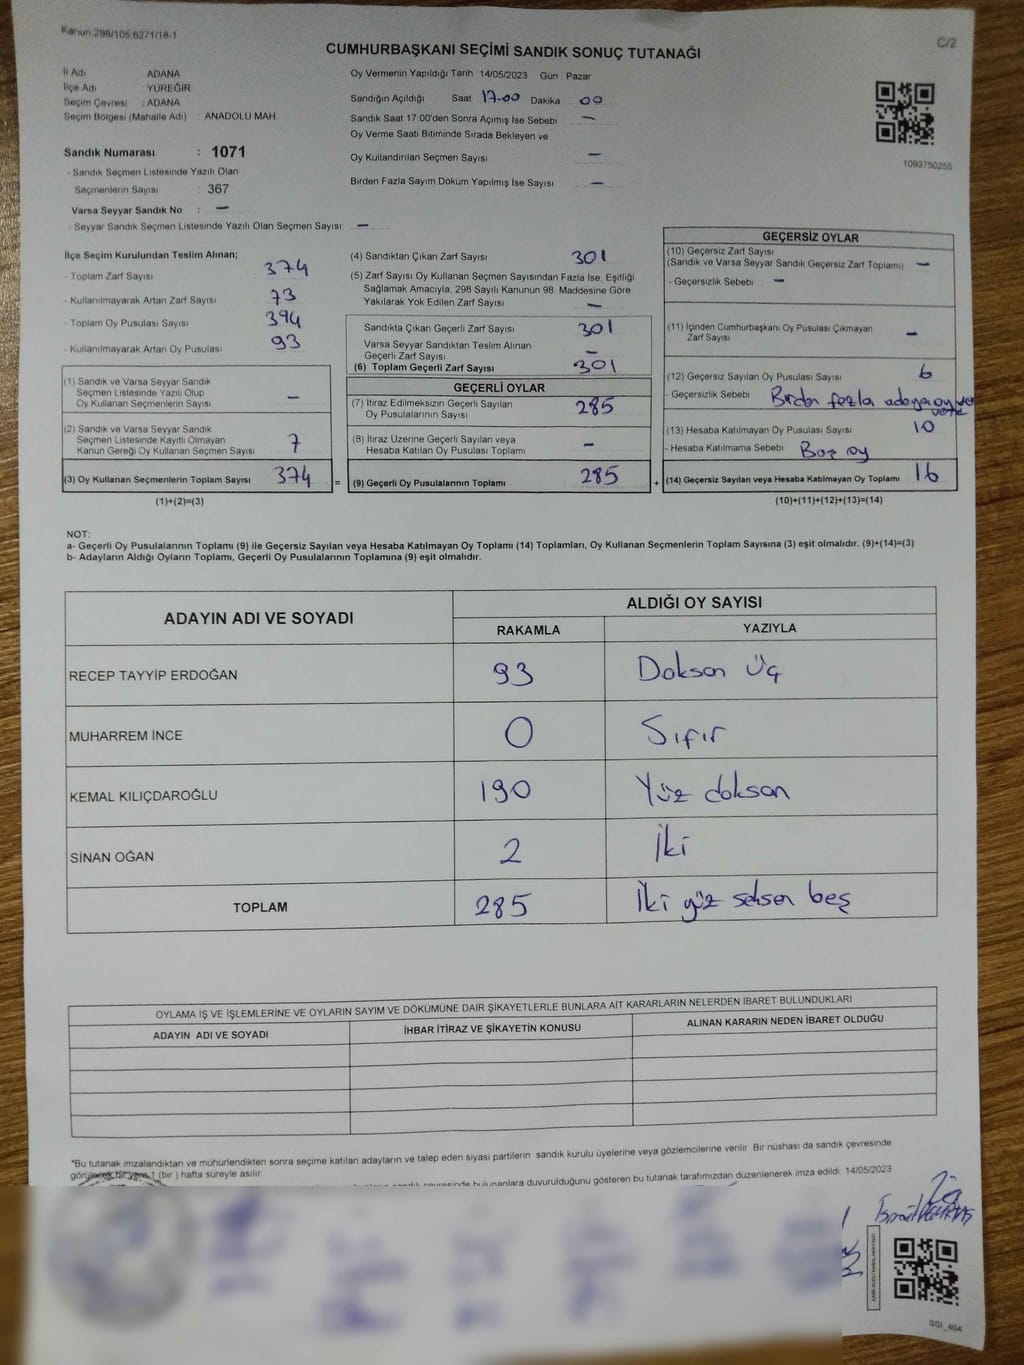 Kanun 298/105.6271/18-1
C/2
CUMHURBAŞKANI SEÇİMİ SANDIK SONUÇ TUTANAĞI
İl Adı ADANA
İlçe Adı YÜREĞİR
Seçim Çevresi : ADANA
Seçim Bölgesi (Mahalle Adı) : ANADOLU MAH.
Sandık Numarası : 1071
- Sandık Seçmen Listesinde Yazılı Olan
Seçmenlerin Sayısı : 367
Varsa Seyyar Sandık No : —
- Seyyar Sandık Seçmen Listesinde Yazılı Olan Seçmen Sayısı —
Oy Vermenin Yapıldığı Tarih 14/05/2023 Gün : Pazar
Sandığın Açıldığı Saat 17.00 Dakika 00
Sandık Saat 17:00'den Sonra Açımış İse Sebebi —
Oy Verme Saati Bitiminde Sırada Bekleyen ve
Oy Kullandırılan Seçmen Sayısı —
Birden Fazla Sayım Döküm Yapılmış İse Sayısı —
1093750255
İlçe Seçim Kurulundan Teslim Alınan;
- Toplam Zarf Sayısı 374
- Kullanılmayarak Artan Zarf Sayısı 73
- Toplam Oy Pusulası Sayısı 394
- Kullanılmayarak Artan Oy Pusulası 93
(1) Sandık ve Varsa Seyyar Sandık
Seçmen Listesinde Yazılı Olup
Oy Kullanan Seçmenlerin Sayısı —
(2) Sandık ve Varsa Seyyar Sandık
Seçmen Listesinde Kayıtlı Olmayan
Kanun Gereği Oy Kullanan Seçmen Sayısı 7
(3) Oy Kullanan Seçmenlerin Toplam Sayısı 374 =
(1)+(2)=(3)
(4) Sandıktan Çıkan Zarf Sayısı 301
(5) Zarf Sayısı Oy Kullanan Seçmen Sayısından Fazla İse, Eşitliği
Sağlamak Amacıyla, 298 Sayılı Kanunun 98. Maddesine Göre
Yakılarak Yok Edilen Zarf Sayısı —
Sandıkta Çıkan Geçerli Zarf Sayısı 301
Varsa Seyyar Sandıktan Teslim Alınan
Geçerli Zarf Sayısı —
(6) Toplam Geçerli Zarf Sayısı 301
GEÇERLİ OYLAR
(7) İtiraz Edilmeksizin Geçerli Sayılan
Oy Pusulalarının Sayısı 285
(8) İtiraz Üzerine Geçerli Sayılan veya
Hesaba Katılan Oy Pusulası Toplamı —
(9) Geçerli Oy Pusulalarının Toplamı 285 +
GEÇERSİZ OYLAR
(10) Geçersiz Zarf Sayısı
(Sandık ve Varsa Seyyar Sandık Geçersiz Zarf Toplamı) —
- Geçersizlik Sebebi —
(11) İçinden Cumhurbaşkanı Oy Pusulası Çıkmayan
Zarf Sayısı —
(12) Geçersiz Sayılan Oy Pusulası Sayısı 6
- Geçersizlik Sebebi Birden fazla adaya oy verme
(13) Hesaba Katılmayan Oy Pusulası Sayısı 10
- Hesaba Katılmama Sebebi Boş oy
(14) Geçersiz Sayılan veya Hesaba Katılmayan Oy Toplamı 16
(10)+(11)+(12)+(13)=(14)
NOT:
a- Geçerli Oy Pusulalarının Toplamı (9) ile Geçersiz Sayılan veya Hesaba Katılmayan Oy Toplamı (14) Toplamları, Oy Kullanan Seçmenlerin Toplam Sayısına (3) eşit olmalıdır. (9)+(14)=(3)
b- Adayların Aldığı Oyların Toplamı, Geçerli Oy Pusulalarının Toplamına (9) eşit olmalıdır.
ADAYIN ADI VE SOYADI ALDIĞI OY SAYISI
RAKAMLA YAZIYLA
RECEP TAYYİP ERDOĞAN 93 Doksan Üç
MUHARREM İNCE 0 Sıfır
KEMAL KILIÇDAROĞLU 190 Yüz doksan
SİNAN OĞAN 2 İki
TOPLAM 285 İki yüz seksen beş
OYLAMA İŞ VE İŞLEMLERİNE VE OYLARIN SAYIM VE DÖKÜMÜNE DAİR ŞİKAYETLERLE BUNLARA AİT KARARLARIN NELERDEN İBARET BULUNDUKLARI
ADAYIN ADI VE SOYADI İHBAR İTİRAZ VE ŞİKAYETİN KONUSU ALINAN KARARIN NEDEN İBARET OLDUĞU
*Bu tutanak imzalandıktan ve mühürlendikten sonra seçime katılan adayların ve talep eden siyasi partilerin sandık kurulu üyelerine veya gözlemcilerine verilir. Bir nüshası da sandık çevresinde
görülecek bir yere 1 (bir) hafta süreyle asılır.
bulunanlara duyurulduğunu gösteren bu tutanak tarafımızdan düzenlenerek imza edildi. 14/05/2023